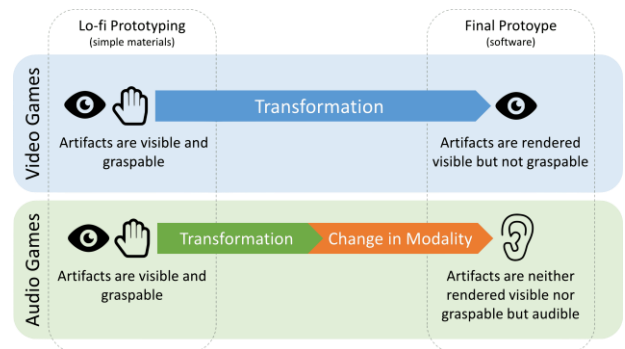 Lo-fi Prototyping
(simple materials)
Final Protoype
(software)
Video Games
Transformation
Artifacts are visible and
graspable
Artifacts are rendered
visible but not graspable
Audio Games
Transformation
Change in Modality
Artifacts are visible and
graspable
Artifacts are neither
rendered visible nor
graspable but audible